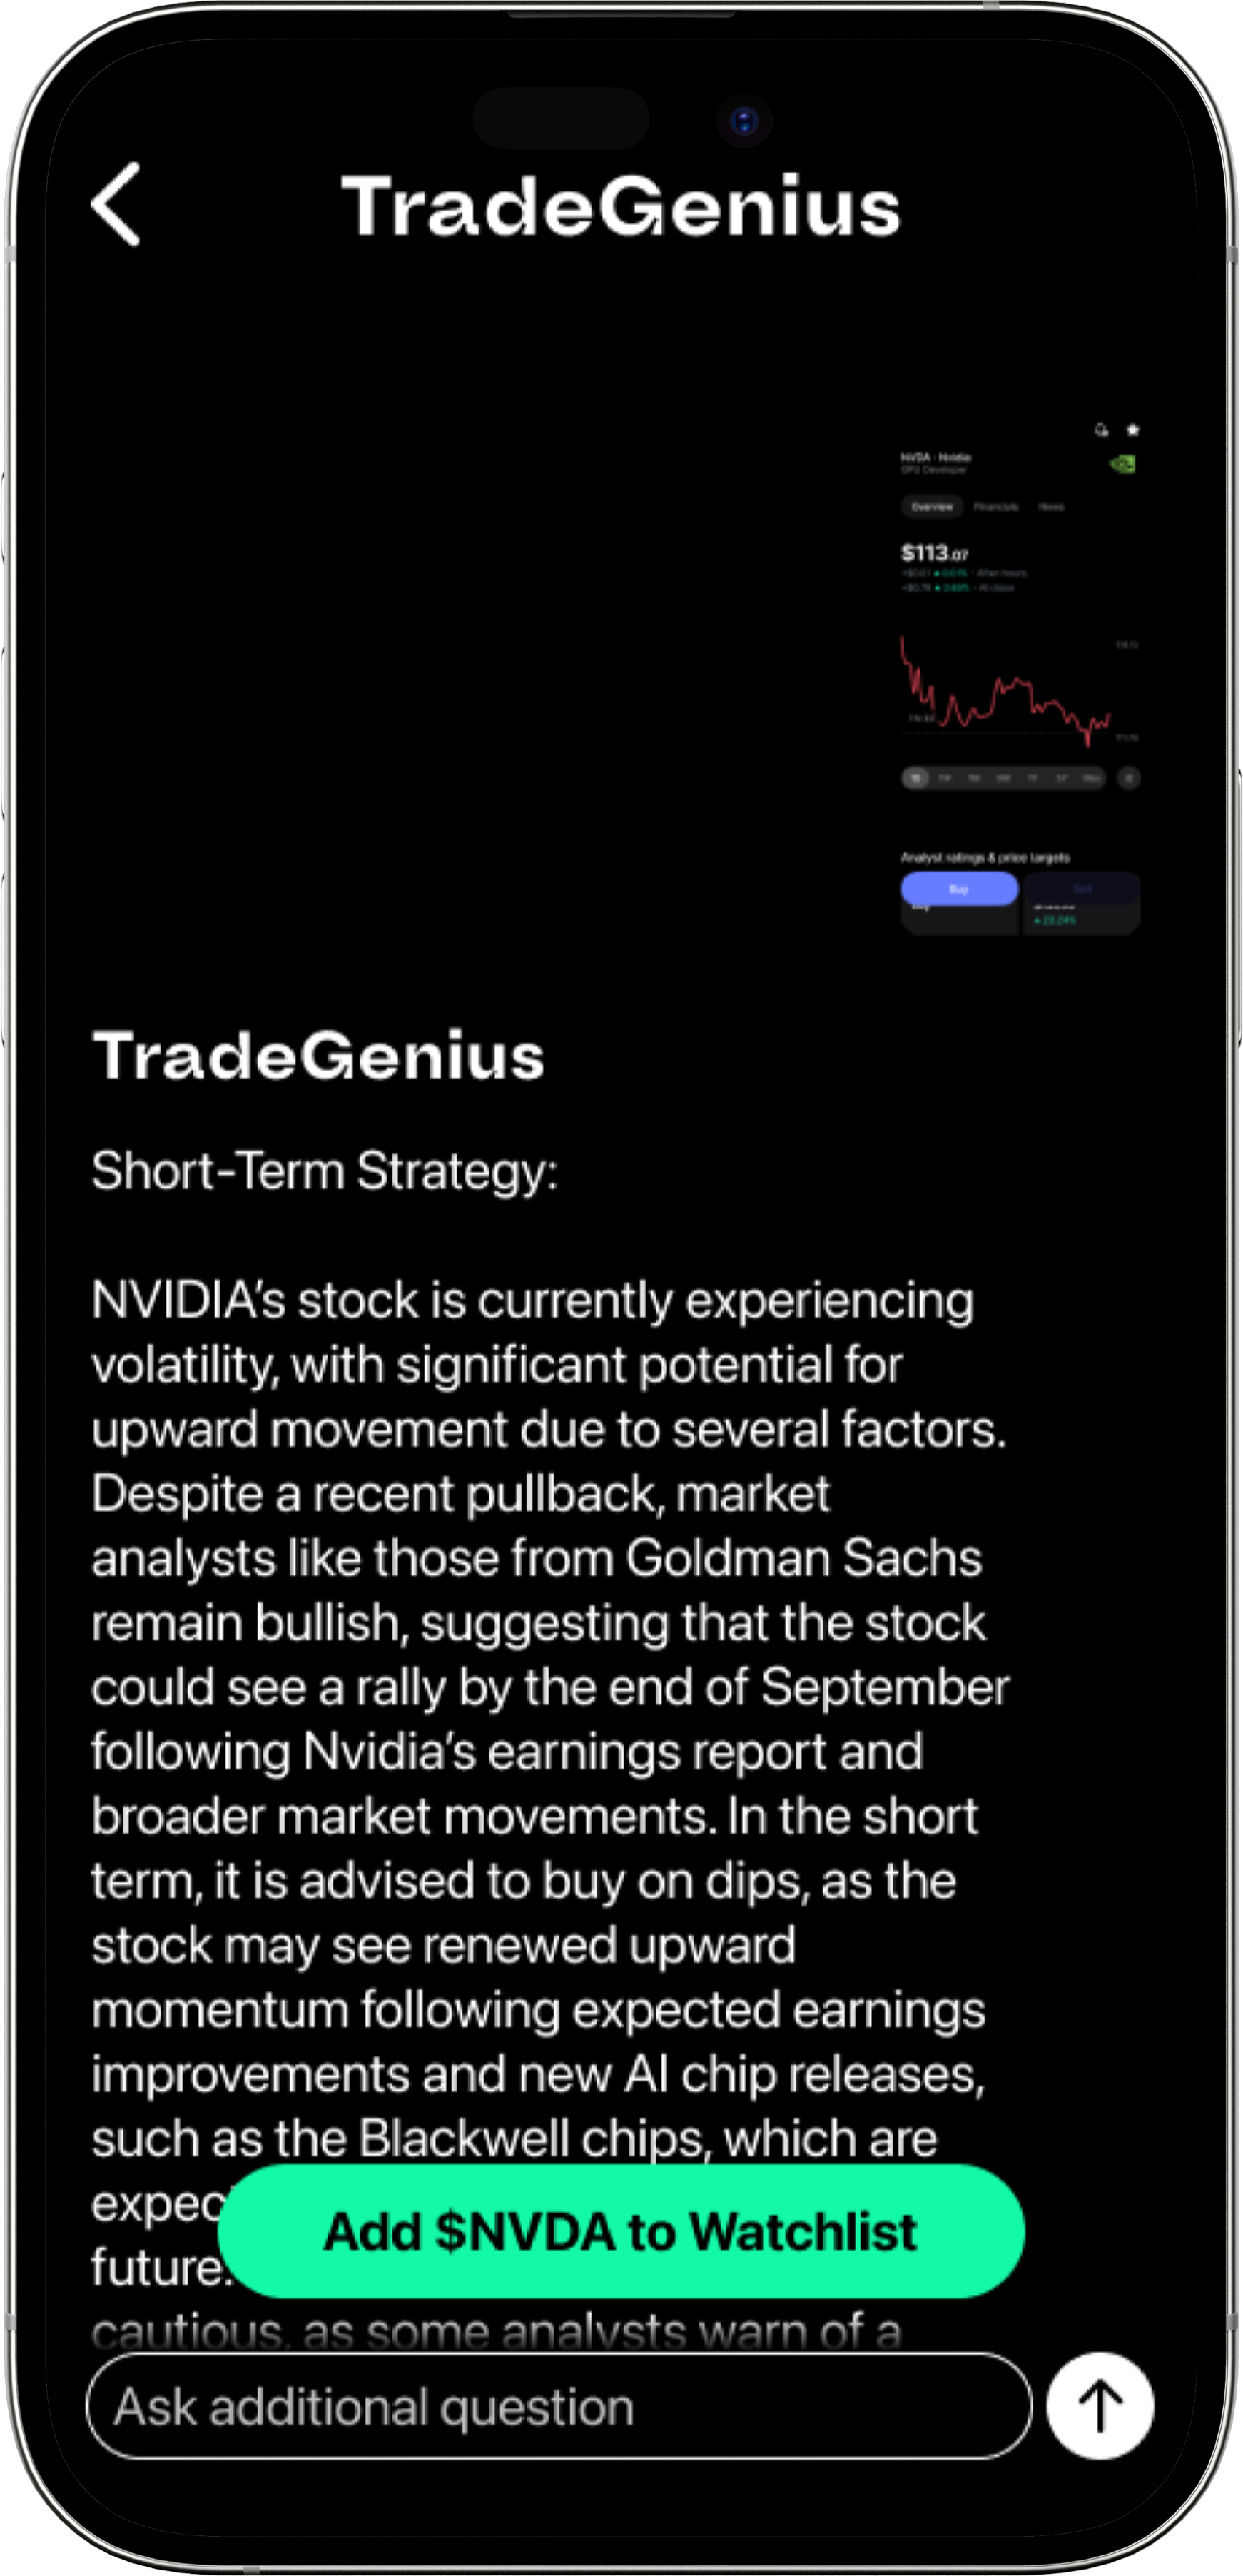 TradeGenius
NVDA · Nvidia
GPU Developer
Overview Financials News
$113.07
After hours
At close
Analyst ratings & price targets
Buy Sell
TradeGenius
Short-Term Strategy:
NVIDIA’s stock is currently experiencing
volatility, with significant potential for
upward movement due to several factors.
Despite a recent pullback, market
analysts like those from Goldman Sachs
remain bullish, suggesting that the stock
could see a rally by the end of September
following Nvidia’s earnings report and
broader market movements. In the short
term, it is advised to buy on dips, as the
stock may see renewed upward
momentum following expected earnings
improvements and new AI chip releases,
such as the Blackwell chips, which are
future.
Add $NVDA to Watchlist
cautious, as some analysts warn of a
Ask additional question